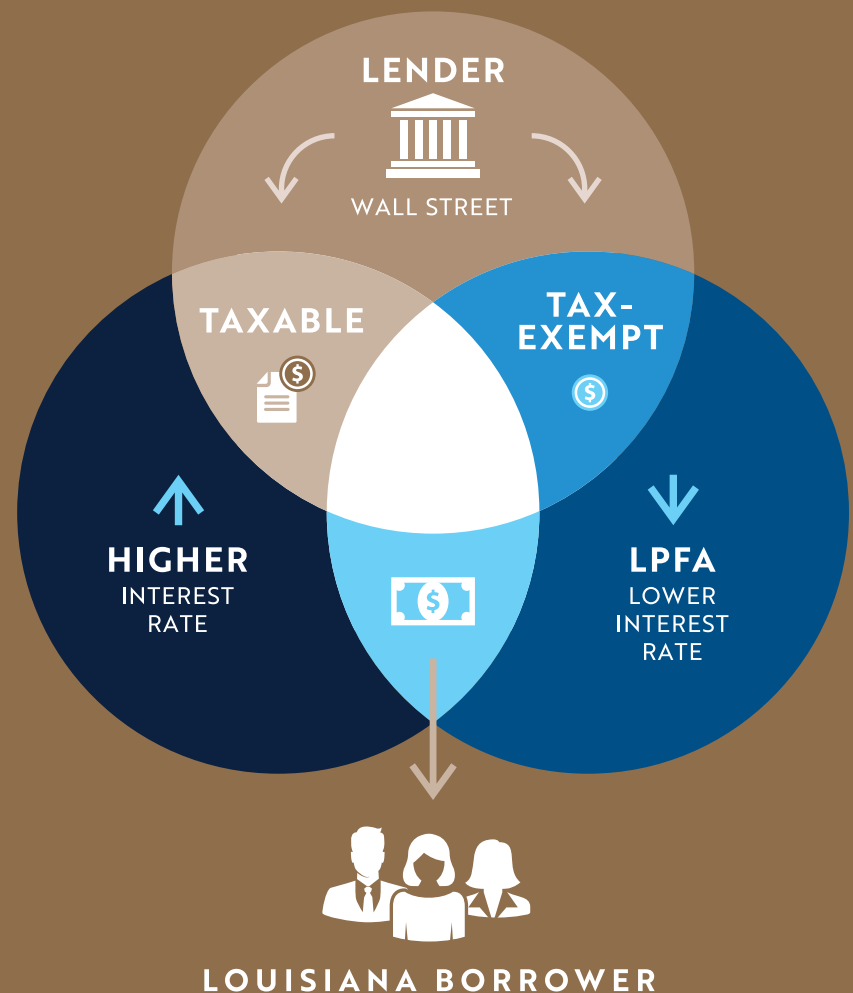 LENDER
WALL STREET
TAXABLE
$
TAX-
EXEMPT
$
HIGHER
INTEREST
RATE
LPFA
LOWER
INTEREST
RATE
$
LOUISIANA BORROWER